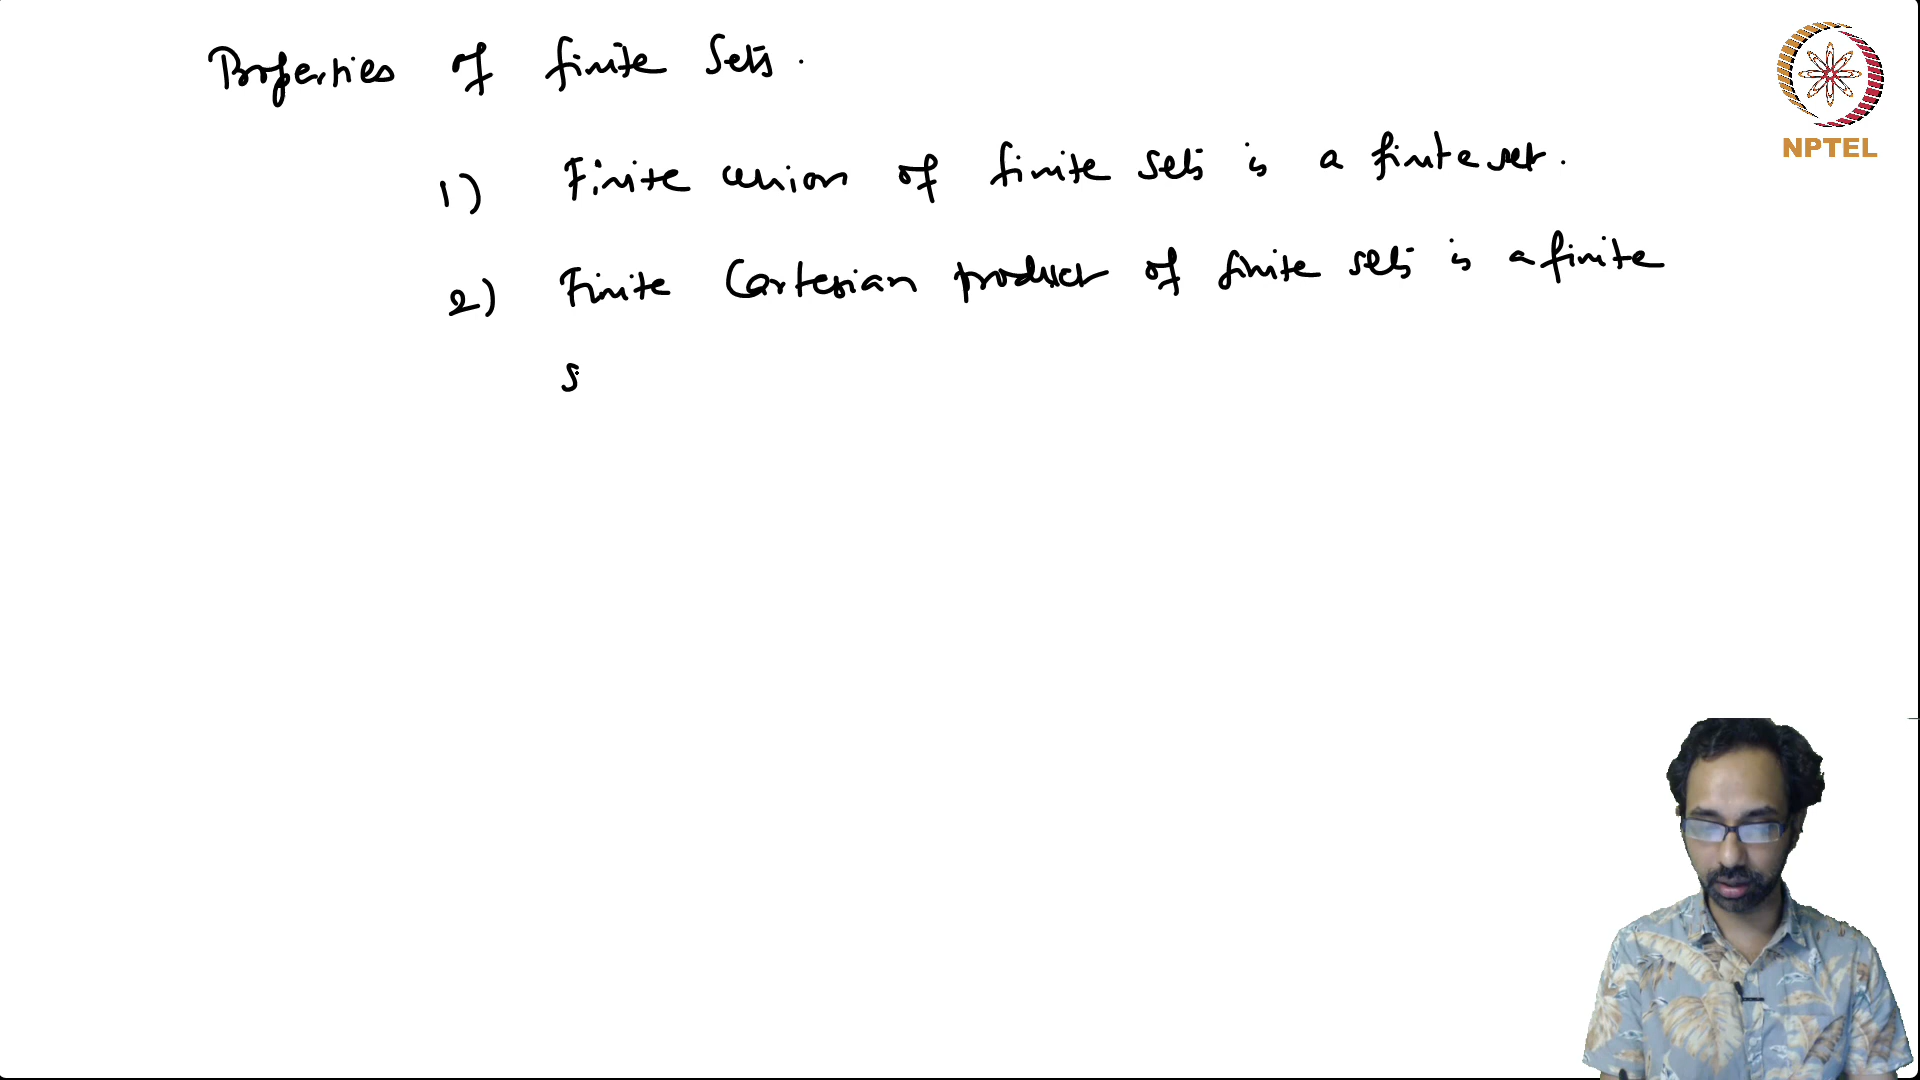 Properties of finite Sets.
NPTEL
1) Finite union of finite sets is a finite set.
2) Finite Cartesian product of finite sets is a finite
s